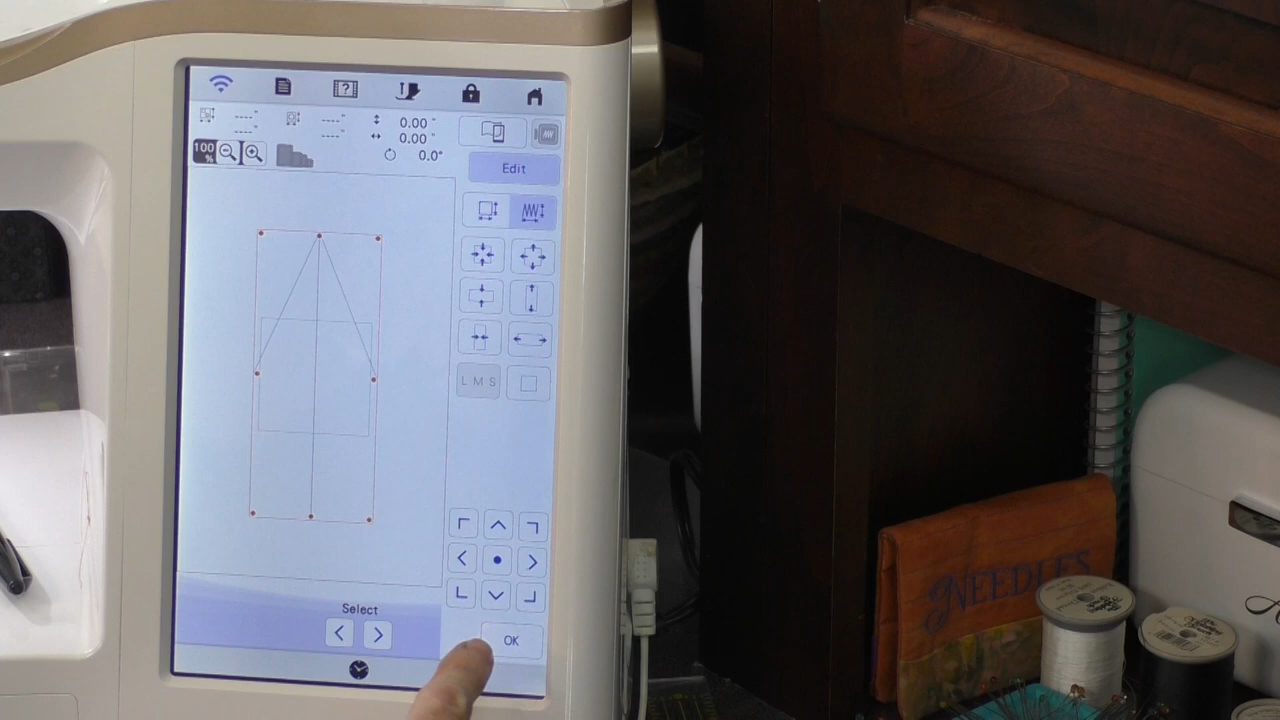 ?
----" ----" 0.00 "
----" ----" 0.00 "
100 % 0.0°
Edit
L M S
Select
OK
NEEDLES